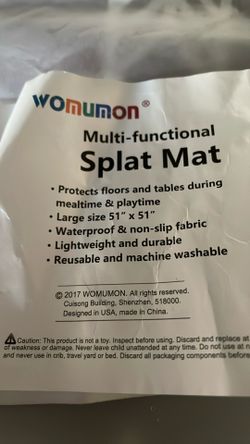 WOMUMON®
Multi-functional
Splat Mat
• Protects floors and tables during
mealtime & playtime
• Large size 51" x 51"
• Waterproof & non-slip fabric
• Lightweight and durable
• Reusable and machine washable
© 2017 WOMUMON. All rights reserved.
Cuisong Building, Shenzhen, 518000.
Designed in USA, made in China.
Caution: This product is not a toy. Inspect before using. Discard and replace at
of weakness or damage. Never leave child unattended at any time. Do not use at
and never use in crib, travel yard or bed. Discard all packaging components before